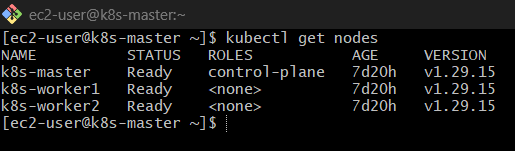 ec2-user@k8s-master:~
[ec2-user@k8s-master ~]$ kubectl get nodes
NAME          STATUS   ROLES           AGE     VERSION
k8s-master    Ready    control-plane   7d20h   v1.29.15
k8s-worker1   Ready    <none>          7d20h   v1.29.15
k8s-worker2   Ready    <none>          7d20h   v1.29.15
[ec2-user@k8s-master ~]$